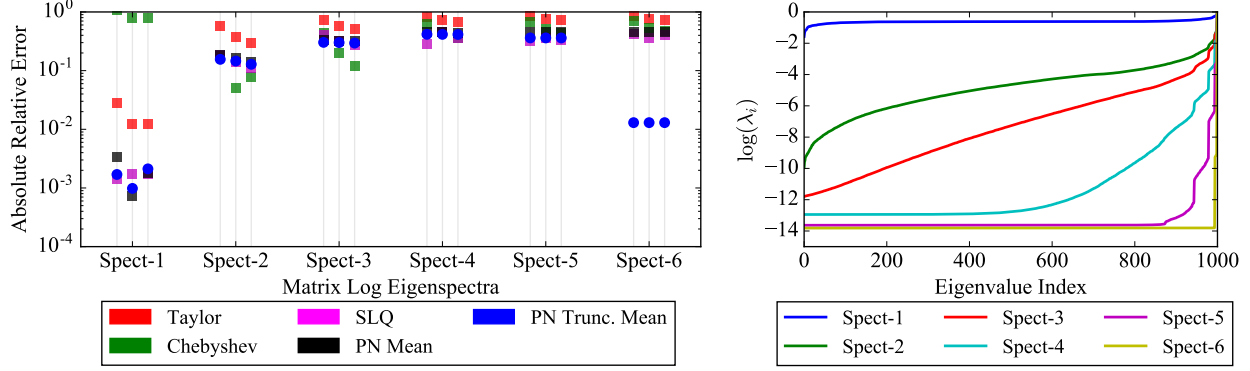 10^0
10^-1
10^-2
10^-3
10^-4
Absolute Relative Error
Spect-1 Spect-2 Spect-3 Spect-4 Spect-5 Spect-6
Matrix Log Eigenspectra
Taylor SLQ PN Trunc. Mean
Chebyshev PN Mean
0
−2
−4
−6
−8
−10
−12
−14
log(λ_i)
0 200 400 600 800 1000
Eigenvalue Index
Spect-1 Spect-3 Spect-5
Spect-2 Spect-4 Spect-6